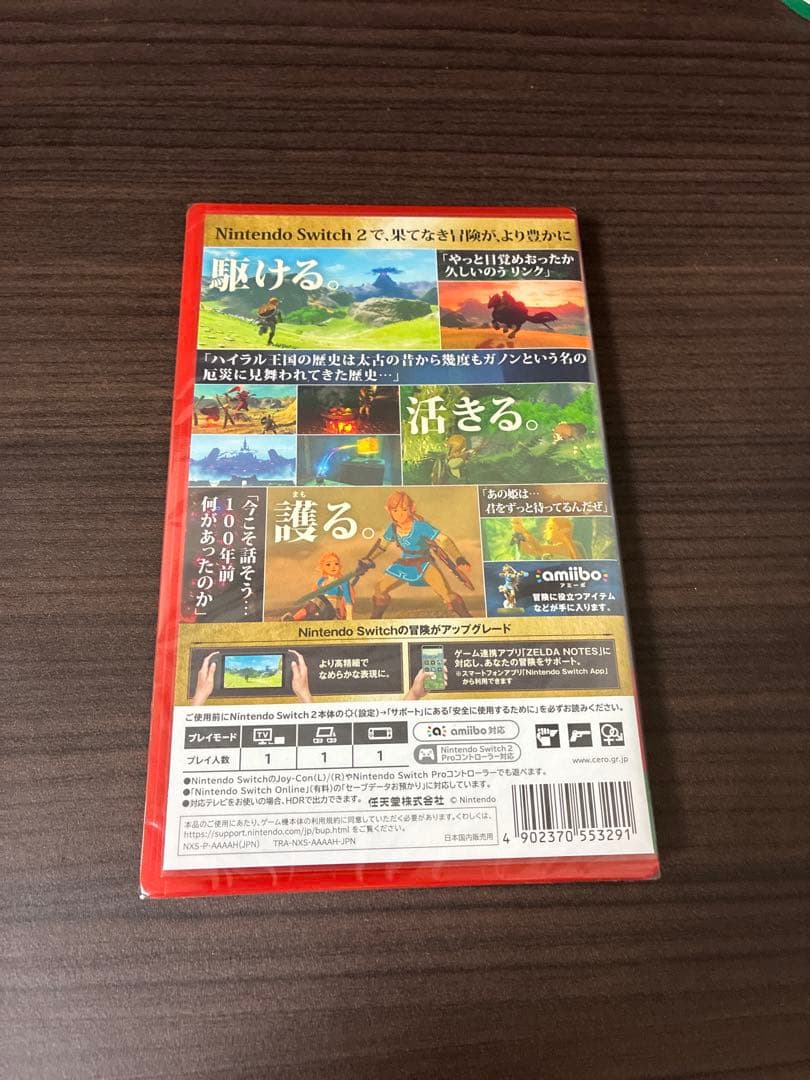 Nintendo Switch 2で、果てなき冒険が、より豊かに
駆ける。
「やっと目覚めおったか
久しいのう リンク」
「ハイラル王国の歴史は太古の昔から幾度もガノンという名の
厄災に見舞われてきた歴史…」
活きる。
「今こそ話そう…
１００年前
何があったのか」
まも
護る。
「あの姫は…
君をずっと待ってるんだぜ」
amiibo
アミーボ
冒険に役立つアイテム
などが手に入ります。
Nintendo Switchの冒険がアップグレード
より高精細で
なめらかな表現に。
ゲーム連携アプリ「ZELDA NOTES」に
対応し、あなたの冒険をサポート。
※スマートフォンアプリ「Nintendo Switch App」
から利用できます
ご使用前にNintendo Switch 2本体の(設定)→「サポート」にある「安全に使用するために」を必ずお読みください。
プレイモード
TV
amiibo対応
プレイ人数
1
1
1
Nintendo Switch 2
Proコントローラー対応
www.cero.gr.jp
●Nintendo SwitchのJoy-Con(L)/(R)やNintendo Switch Proコントローラーでも遊べます。
●「Nintendo Switch Online」(有料)の「セーブデータお預かり」に対応しています。
●対応テレビをお使いの場合、HDRで出力できます。
任天堂株式会社
© Nintendo
本品のご使用にあたり、ゲーム機本体の利用規約に同意していただく必要があります。くわしくは、
https://support.nintendo.com/jp/bup.html をご覧ください。
日本国内販売用
NXS-P-AAAAH(JPN)
TRA-NXS-AAAAH-JPN
4 902370 553291